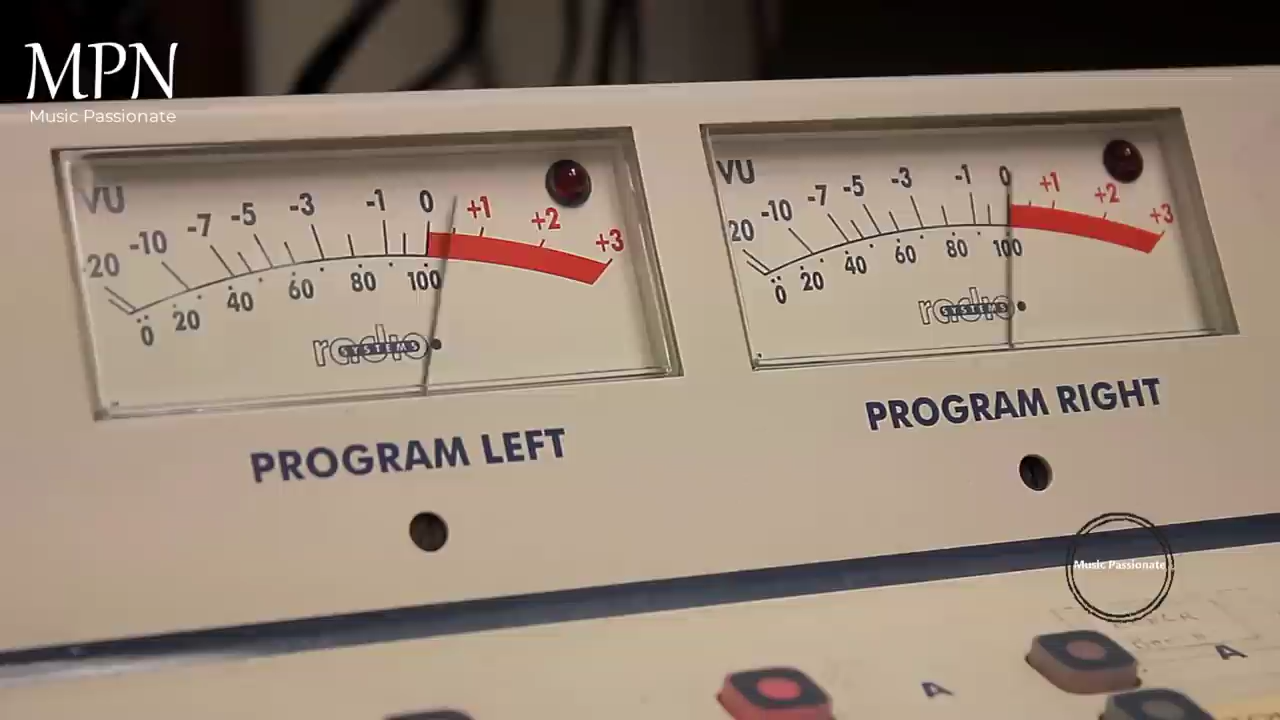 MPN
Music Passionate
VU
-20 -10 -7 -5 -3 -1 0 +1 +2 +3
0 20 40 60 80 100
radio
SYSTEMS
PROGRAM LEFT
VU
20 -10 -7 -5 -3 -1 0 +1 +2 +3
0 20 40 60 80 100
radio
SYSTEMS
PROGRAM RIGHT
Music Passionate
A
A